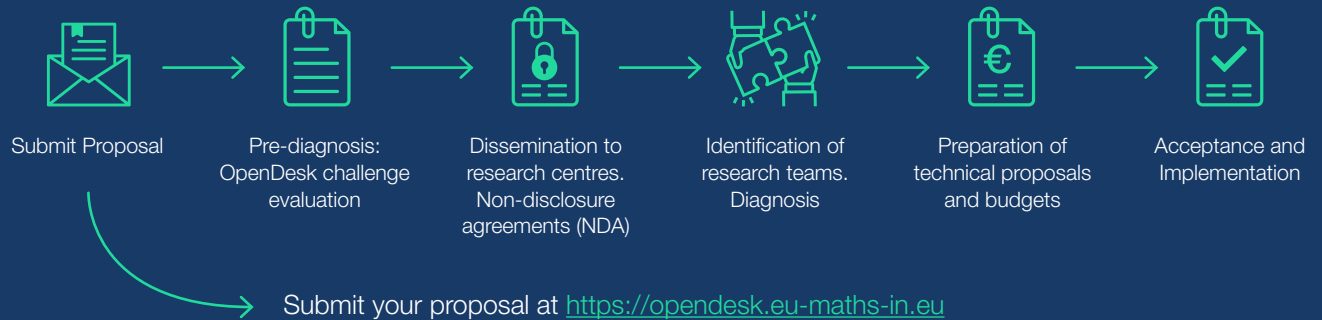 €
Submit Proposal
Pre-diagnosis:
OpenDesk challenge
evaluation
Dissemination to
research centres.
Non-disclosure
agreements (NDA)
Identification of
research teams.
Diagnosis
Preparation of
technical proposals
and budgets
Acceptance and
Implementation
Submit your proposal at https://opendesk.eu-maths-in.eu